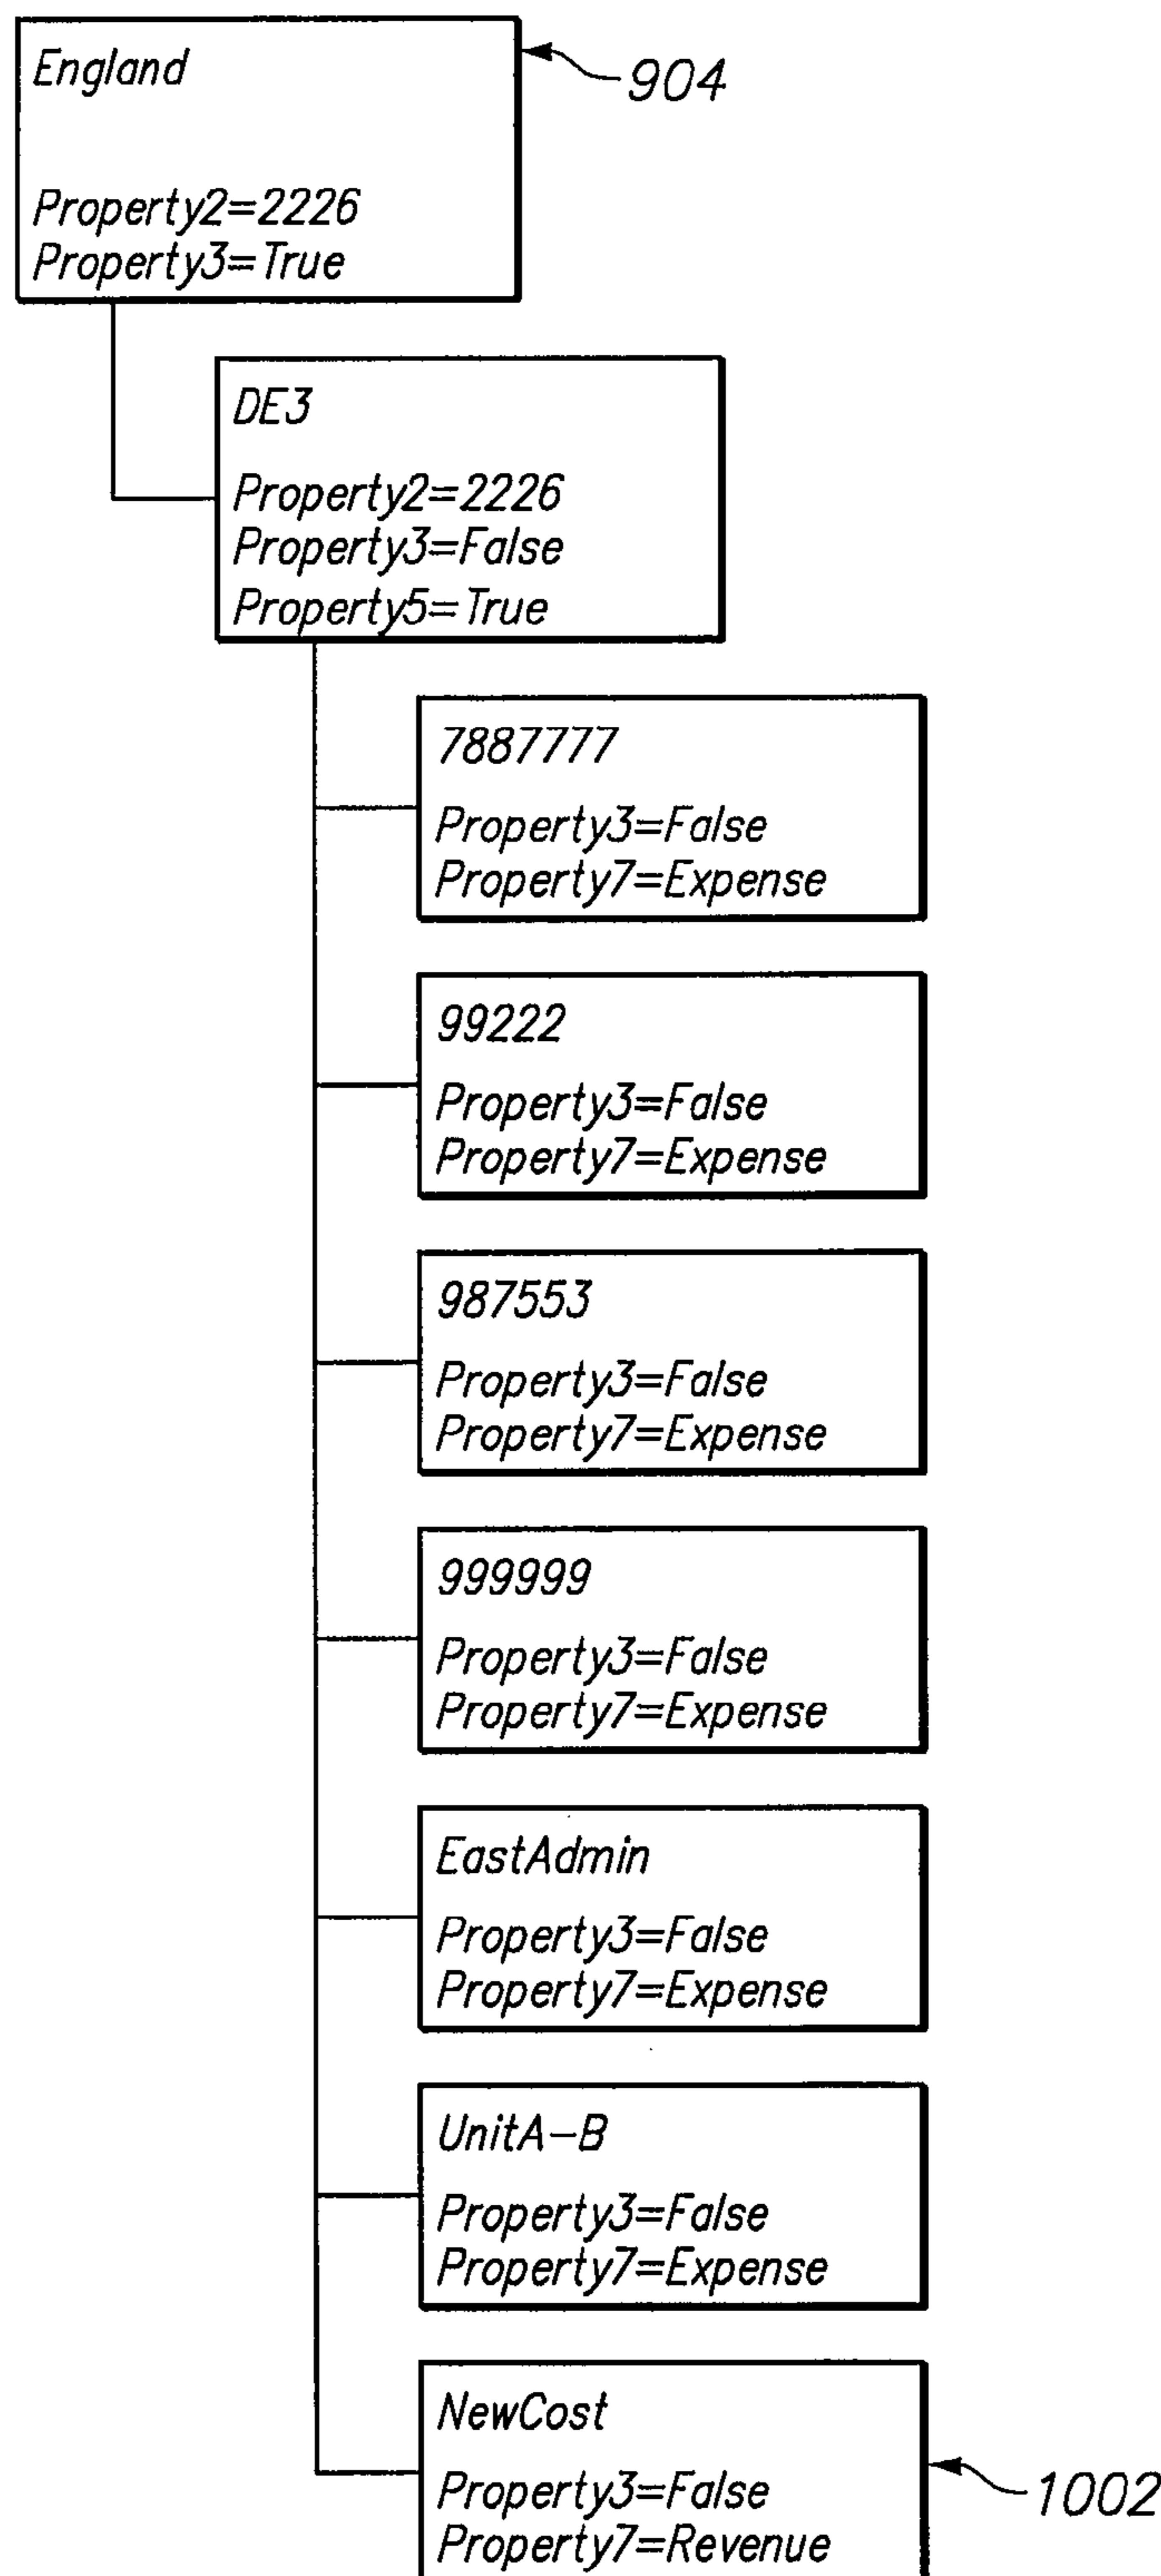 England
904
Property2=2226
Property3=True
DE3
Property2=2226
Property3=False
Property5=True
7887777
Property3=False
Property7=Expense
99222
Property3=False
Property7=Expense
987553
Property3=False
Property7=Expense
999999
Property3=False
Property7=Expense
EastAdmin
Property3=False
Property7=Expense
UnitA-B
Property3=False
Property7=Expense
NewCost
Property3=False
1002
Property7=Revenue